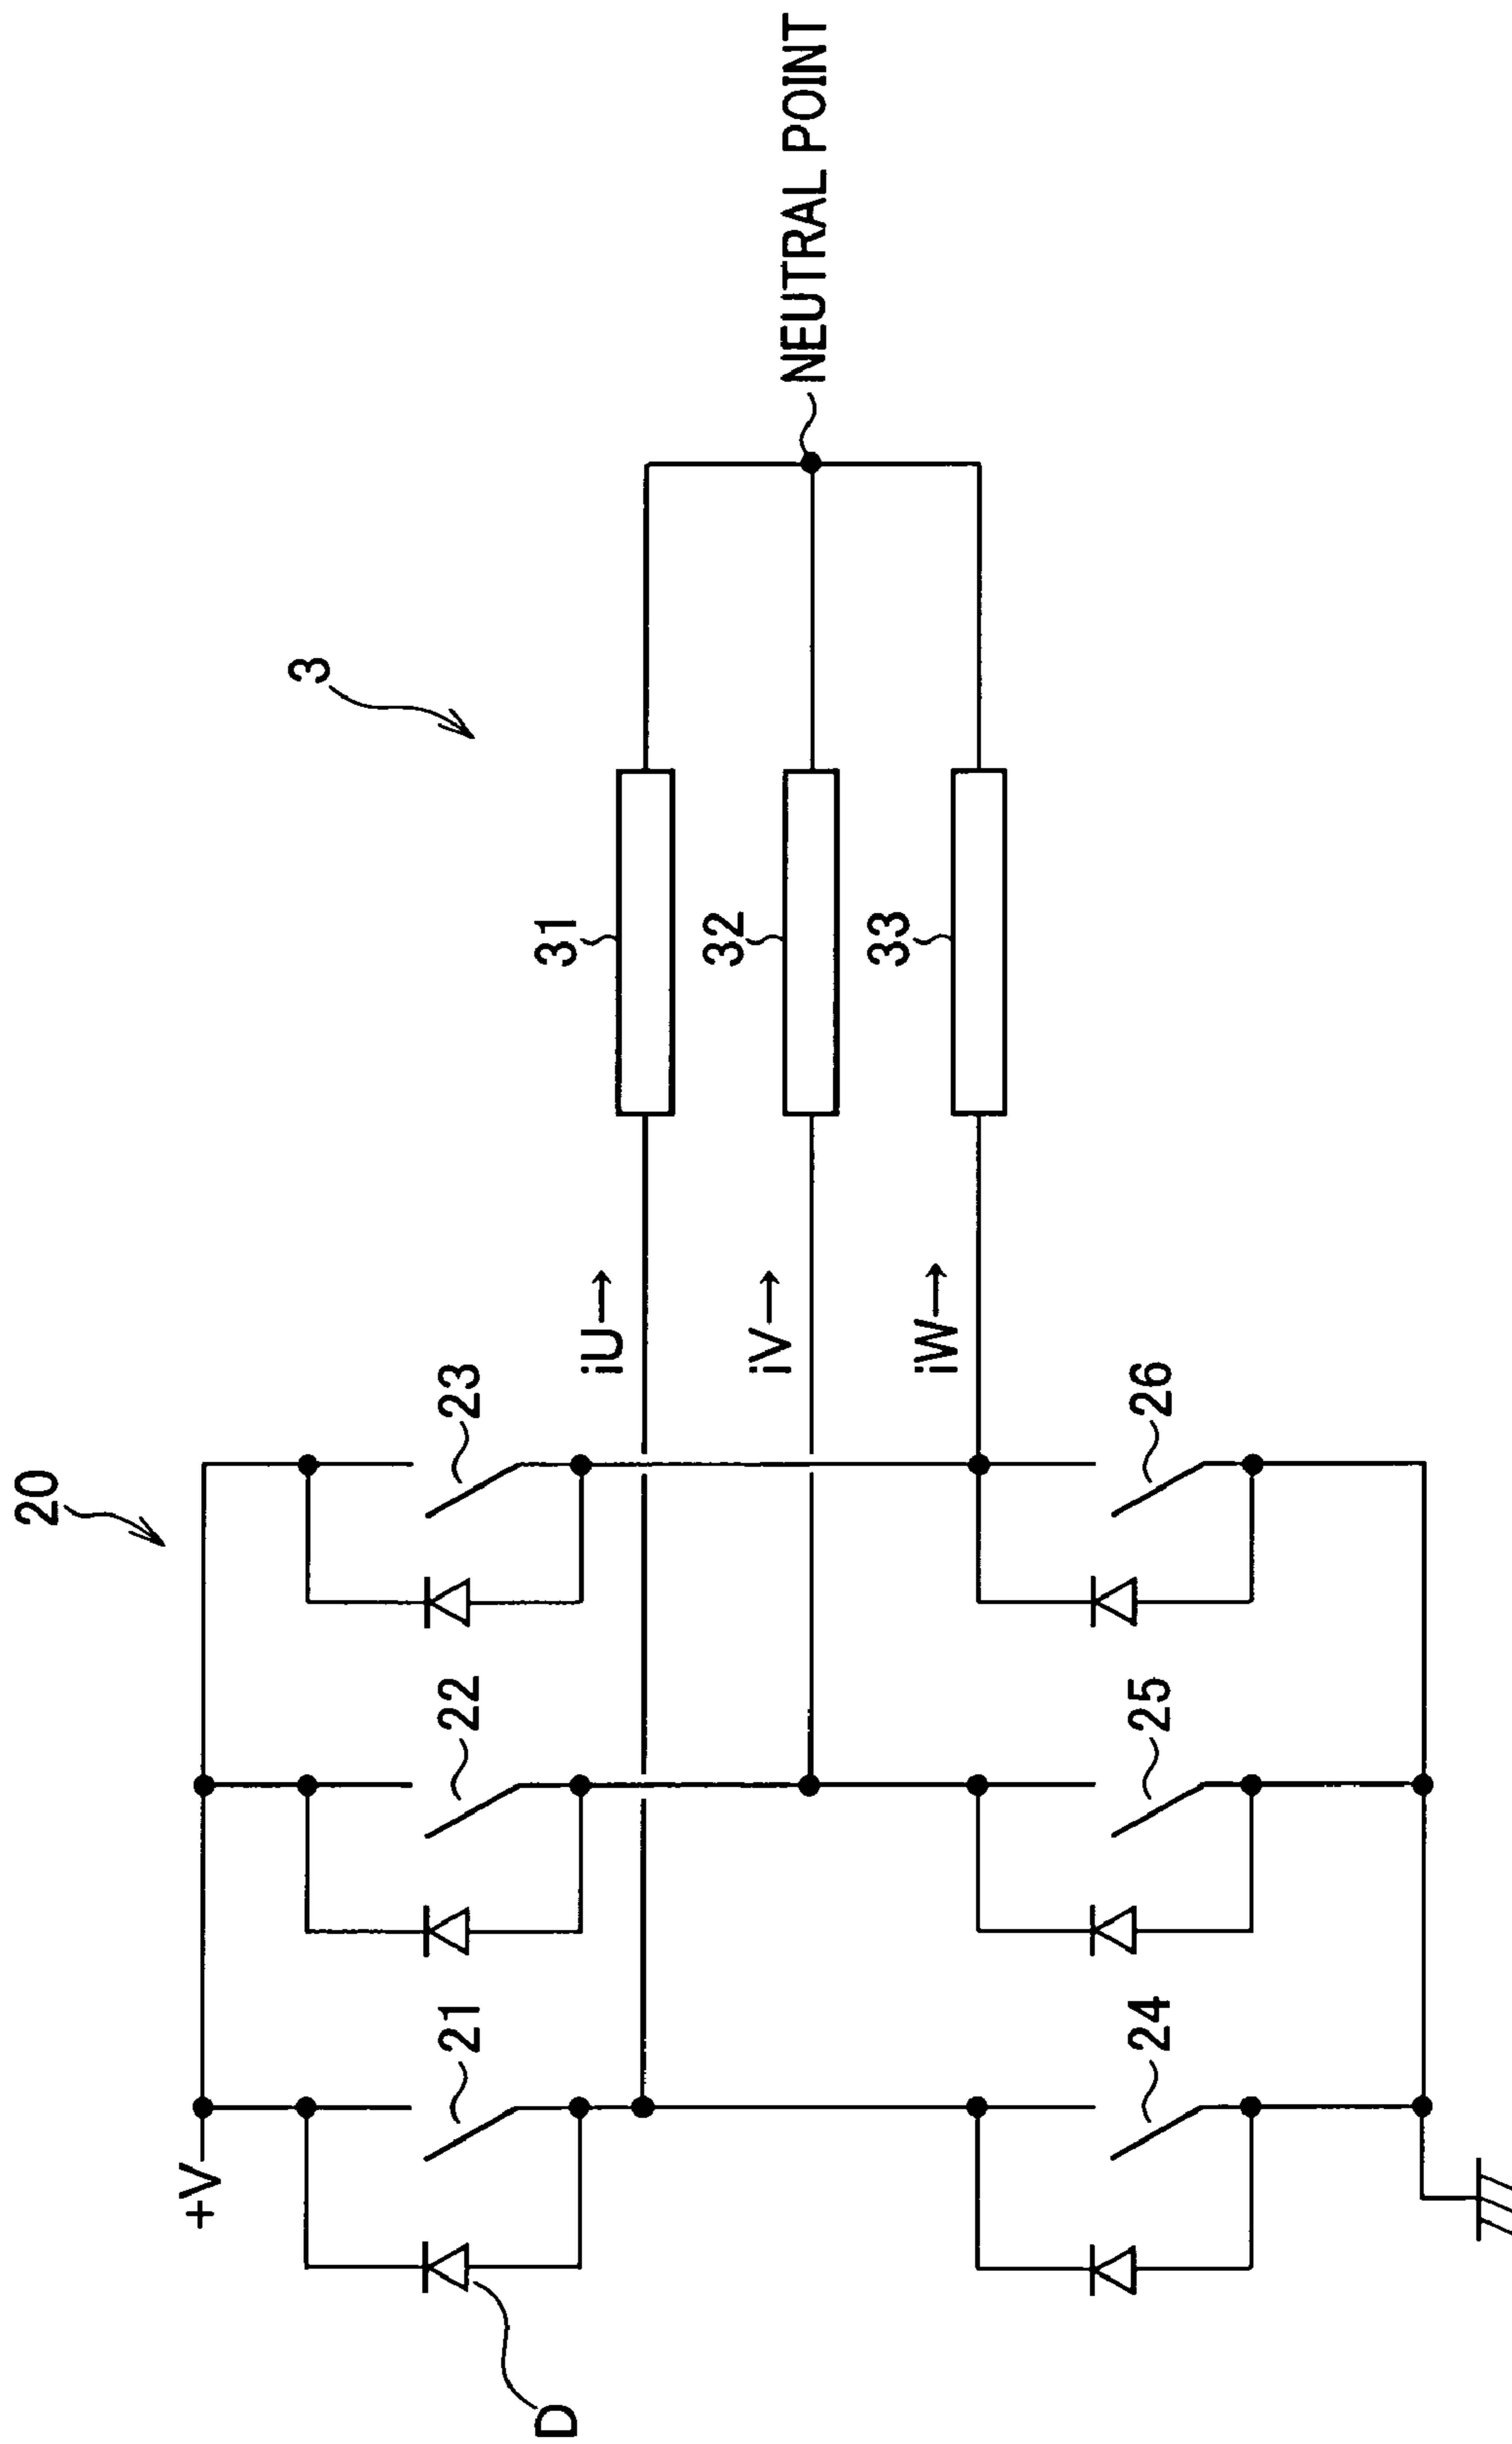 20
3
+V
D
21
22
23
iU→
iV→
iW→
31
32
33
NEUTRAL POINT
24
25
26